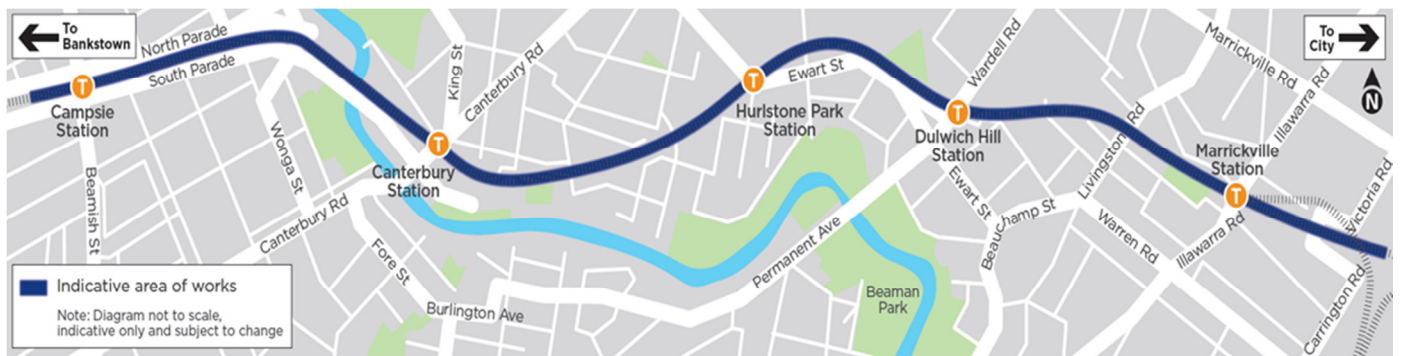 To
Bankstown
North Parade
South Parade
T
Campsie
Station
Beamish St
Wonga St
King St
Canterbury Rd
T
Canterbury
Station
Canterbury Rd
Fore St
Burlington Ave
T
Ewart St
Hurlstone Park
Station
Wardell Rd
T
Dulwich Hill
Station
Ewart St
Permanent Ave
Beaman
Park
Beauchamp St
Livingston Rd
Warren Rd
To
City
N
Marrickville Rd
Illawarra Rd
Marrickville
Station
T
Illawarra Rd
Victoria Rd
Carrington Rd
Indicative area of works
Note: Diagram not to scale,
indicative only and subject to change